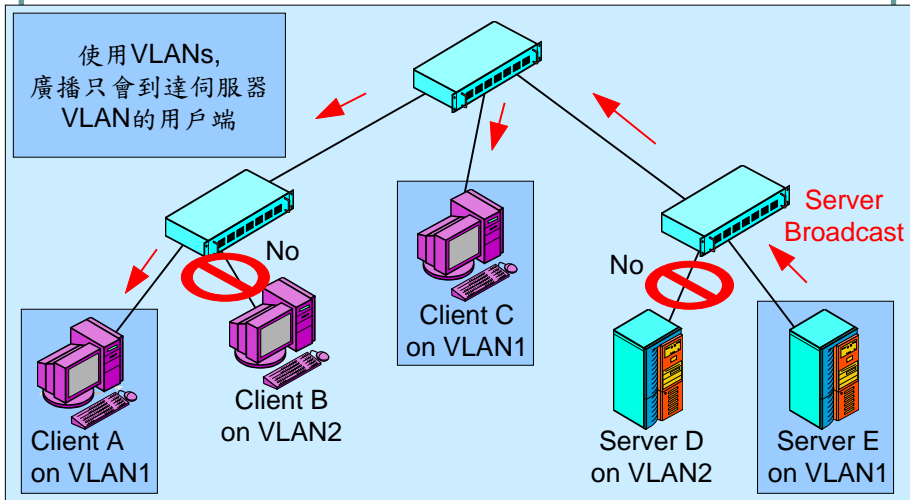 使用VLANs,
廣播只會到達伺服器
VLAN的用戶端
Server
Broadcast
No
No
Client C
on VLAN1
Client B
on VLAN2
Client A
on VLAN1
Server D
on VLAN2
Server E
on VLAN1